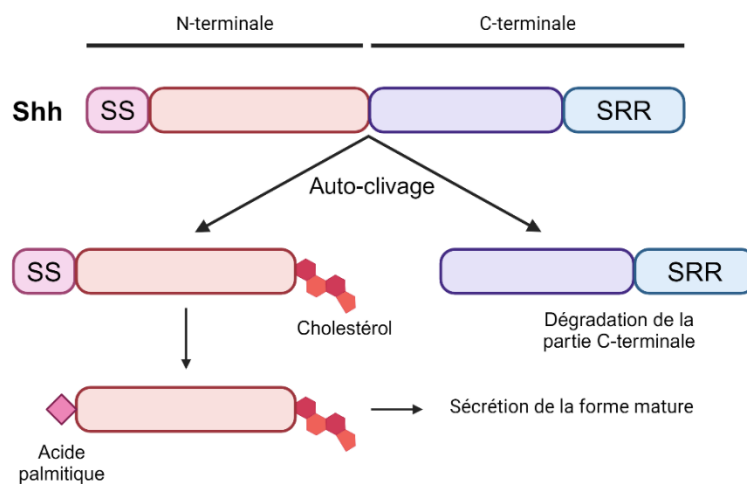 N-terminale
C-terminale
Shh
SS
SRR
Auto-clivage
SS
SRR
Cholestérol
Dégradation de la
partie C-terminale
Sécrétion de la forme mature
Acide
palmitique